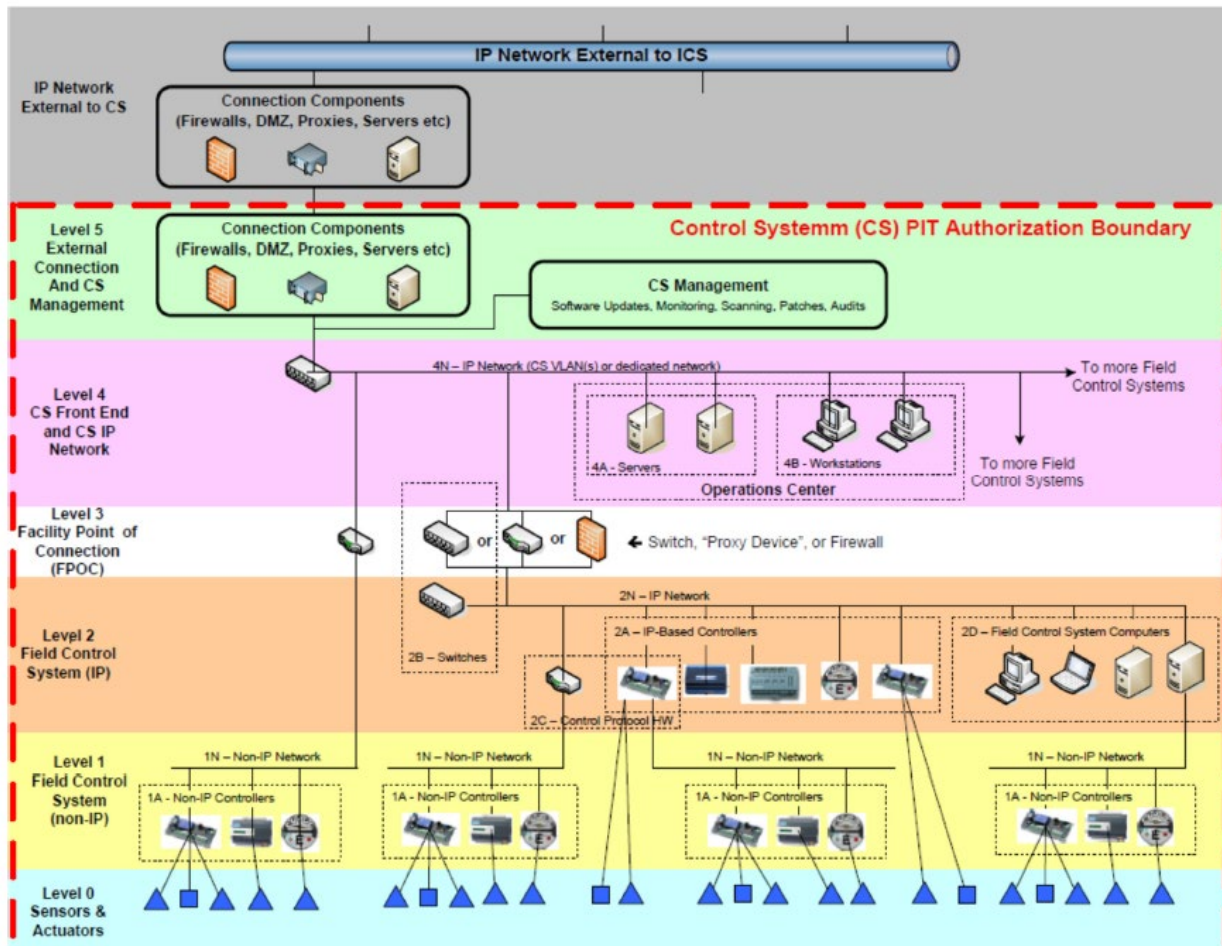 IP Network External to ICS
IP Network
External to CS
Connection Components
(Firewalls, DMZ, Proxies, Servers etc)
Level 5
External
Connection
And CS
Management
Connection Components
(Firewalls, DMZ, Proxies, Servers etc)
Control Systemm (CS) PIT Authorization Boundary
CS Management
Software Updates, Monitoring, Scanning, Patches, Audits
Level 4
CS Front End
and CS IP
Network
4N – IP Network (CS VLAN(s) or dedicated network)
To more Field
Control Systems
4A - Servers
4B - Workstations
Operations Center
To more Field
Control Systems
Level 3
Facility Point of
Connection
(FPOC)
or
or
← Switch, “Proxy Device”, or Firewall
Level 2
Field Control
System (IP)
2N – IP Network
2B – Switches
2A – IP-Based Controllers
2D – Field Control System Computers
2C – Control Protocol HW
E
Level 1
Field Control
System
(non-IP)
1N – Non-IP Network
1N – Non-IP Network
1N – Non-IP Network
1N – Non-IP Network
1A - Non-IP Controllers
1A - Non-IP Controllers
1A - Non-IP Controllers
1A - Non-IP Controllers
E
E
E
E
Level 0
Sensors &
Actuators